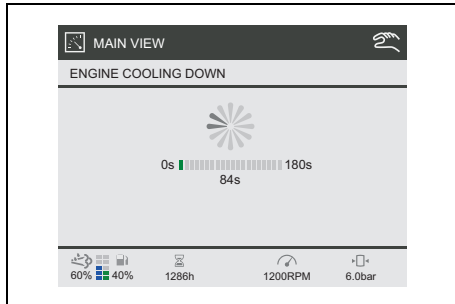 MAIN VIEW
ENGINE COOLING DOWN
0s 180s
84s
60% 40% 1286h 1200RPM 6.0bar